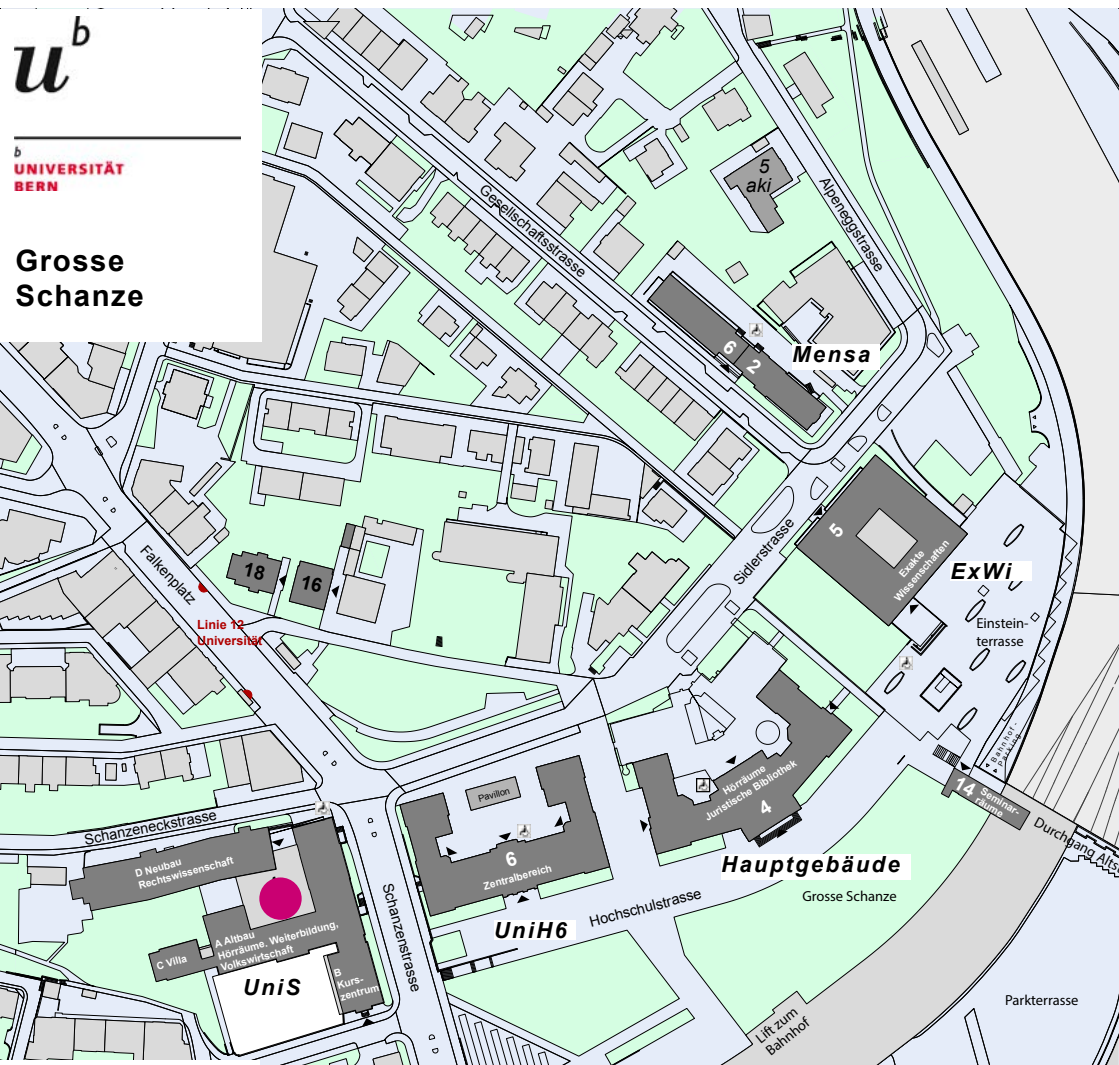 u
b
b
UNIVERSITÄT
BERN
Grosse
Schanze
5
aki
Alpeneggstrasse
Gesellschaftsstrasse
6
2
Mensa
Sidlerstrasse
5
Exakte
Wissenschaften
ExWi
Einstein-
terrasse
Falkenplatz
18
16
Linie 12
Universität
Bahnhof-
Parking
14
Seminar-
räume
Schanzeneckstrasse
Pavillon
Hörräume
Juristische Bibliothek
4
D Neubau
Rechtswissenschaft
6
Zentralbereich
Hauptgebäude
Grosse Schanze
Schanzenstrasse
Hochschulstrasse
UniH6
A Altbau
Hörräume, Weiterbildung,
Volkswirtschaft
C Villa
B
Kurs-
zentrum
UniS
Lift zum
Bahnhof
Parkterrasse